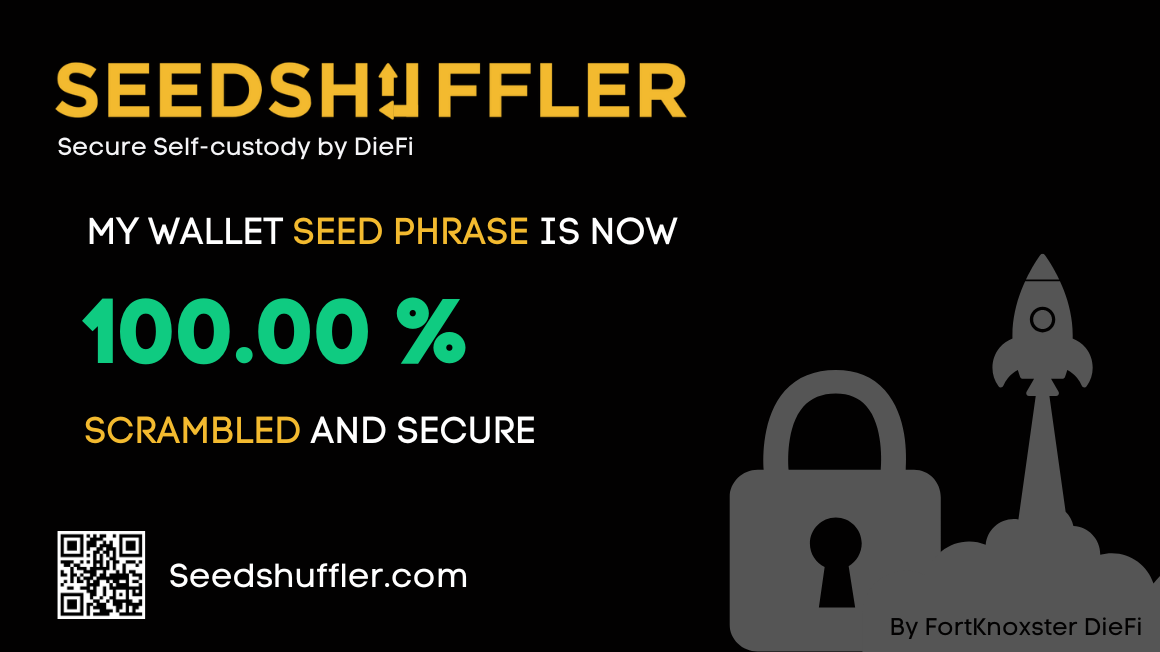 SEEDSHUFFLER
Secure Self-custody by DieFi
MY WALLET SEED PHRASE IS NOW
100.00 %
SCRAMBLED AND SECURE
Seedshuffler.com
By FortKnoxster DieFi